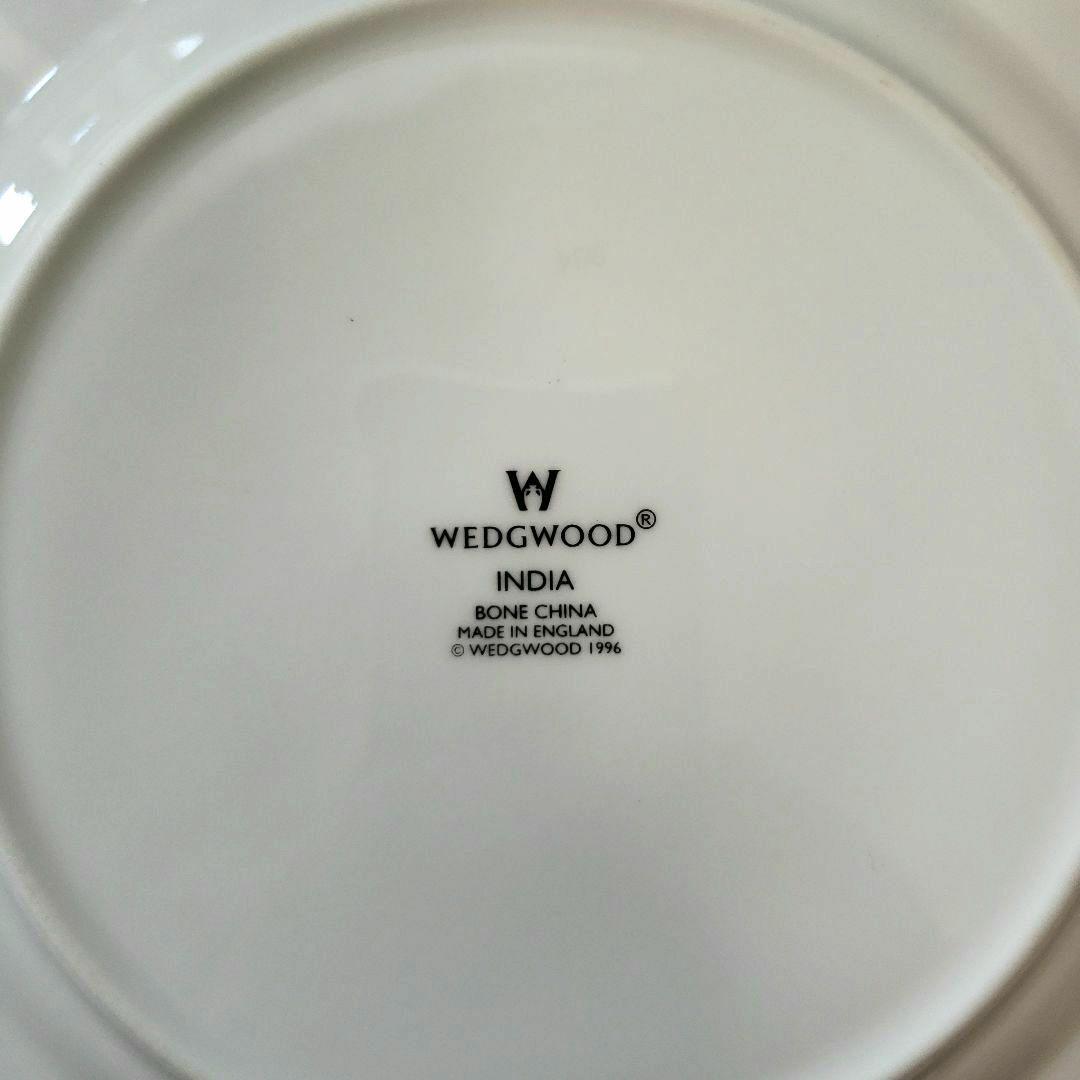 W
WEDGWOOD®
INDIA
BONE CHINA
MADE IN ENGLAND
© WEDGWOOD 1996